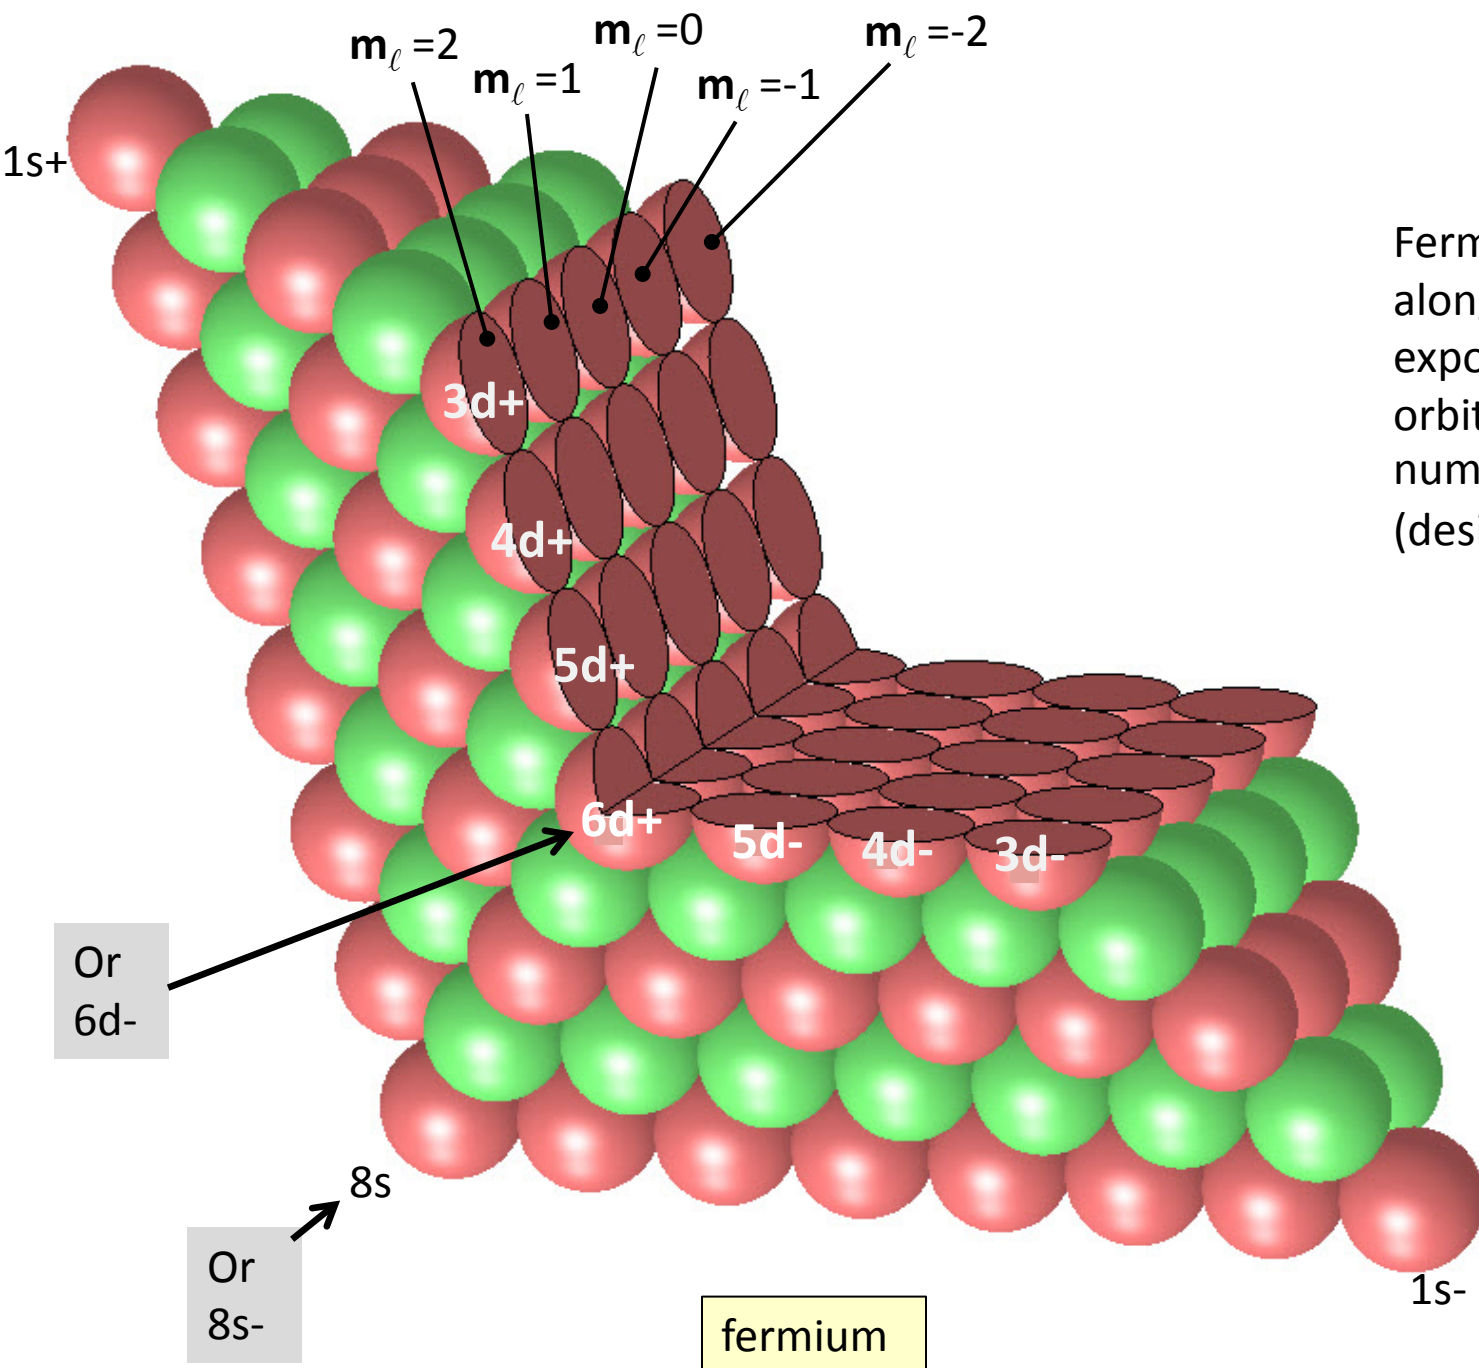 mℓ =2
mℓ =1
mℓ =0
mℓ =-1
mℓ =-2
1s+
3d+
4d+
5d+
6d+
5d-
4d-
3d-
Or
6d-
8s
Or
8s-
1s-
fermium